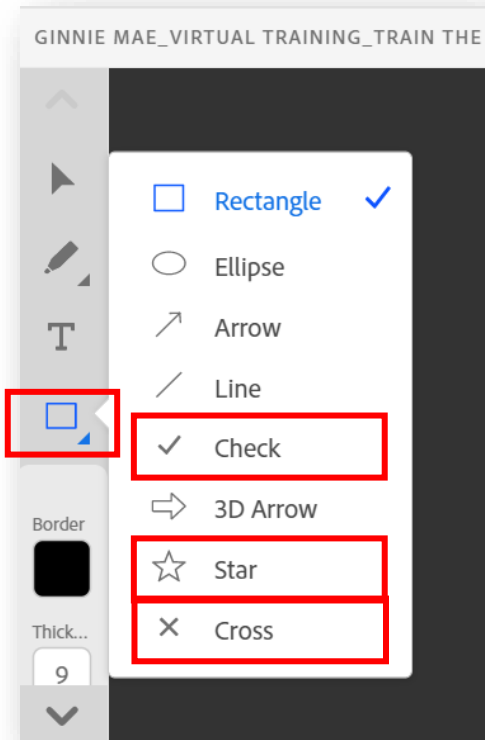 GINNIE MAE_VIRTUAL TRAINING_TRAIN THE
Rectangle
Ellipse
T
Arrow
Line
Check
3D Arrow
Border
Star
Thick...
Cross
9